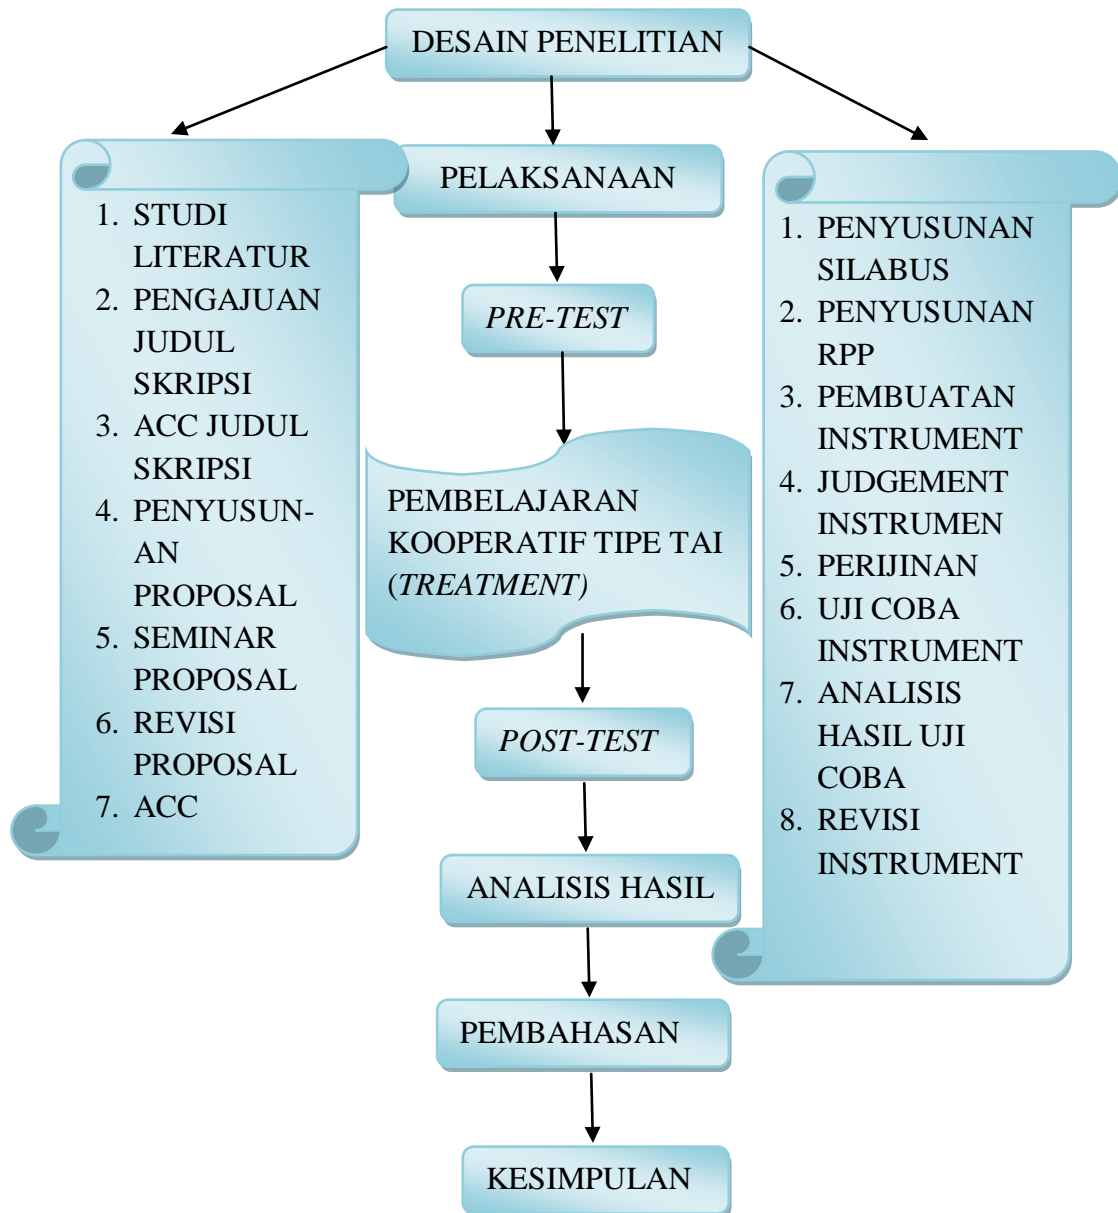 DESAIN PENELITIAN
1. STUDI
LITERATUR
2. PENGAJUAN
JUDUL
SKRIPSI
3. ACC JUDUL
SKRIPSI
4. PENYUSUN-
AN
PROPOSAL
5. SEMINAR
PROPOSAL
6. REVISI
PROPOSAL
7. ACC
PELAKSANAAN
PRE-TEST
PEMBELAJARAN
KOOPERATIF TIPE TAI
(TREATMENT)
POST-TEST
ANALISIS HASIL
PEMBAHASAN
KESIMPULAN
1. PENYUSUNAN
SILABUS
2. PENYUSUNAN
RPP
3. PEMBUATAN
INSTRUMENT
4. JUDGEMENT
INSTRUMEN
5. PERIJINAN
6. UJI COBA
INSTRUMENT
7. ANALISIS
HASIL UJI
COBA
8. REVISI
INSTRUMENT